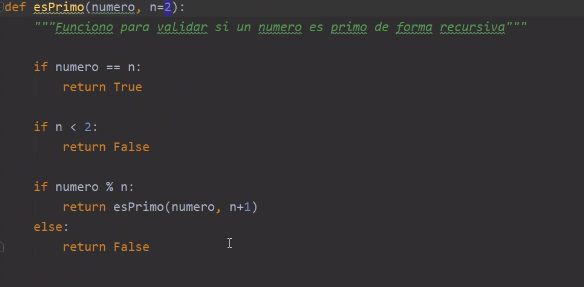 def esPrimo(numero, n=2):
"""Funciono para validar si un numero es primo de forma recursiva"""
if numero == n:
return True
if n < 2:
return False
if numero % n:
return esPrimo(numero, n+1)
else:
return False